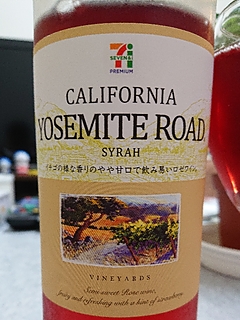 7
SEVEN&i
PREMIUM
CALIFORNIA
YOSEMITE ROAD
SYRAH
イチゴの様な香りのやや甘口で飲み易いロゼワイン。
VINEYARDS
Semi-sweet Rose wine,
fruity and refreshing with a hint of strawberry.